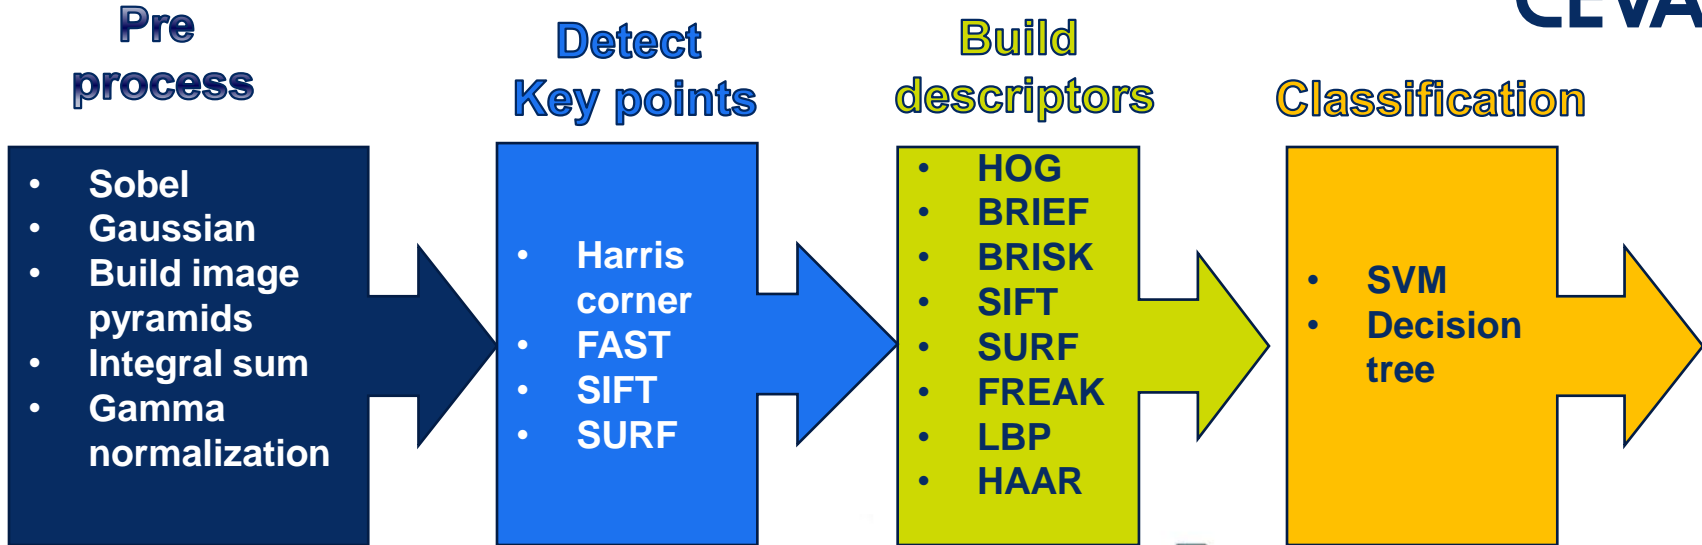 CEVA
Pre
process
Detect
Key points
Build
descriptors
Classification
• Sobel
• Gaussian
• Build image
pyramids
• Integral sum
• Gamma
normalization
• Harris
corner
• FAST
• SIFT
• SURF
• HOG
• BRIEF
• BRISK
• SIFT
• SURF
• FREAK
• LBP
• HAAR
• SVM
• Decision
tree